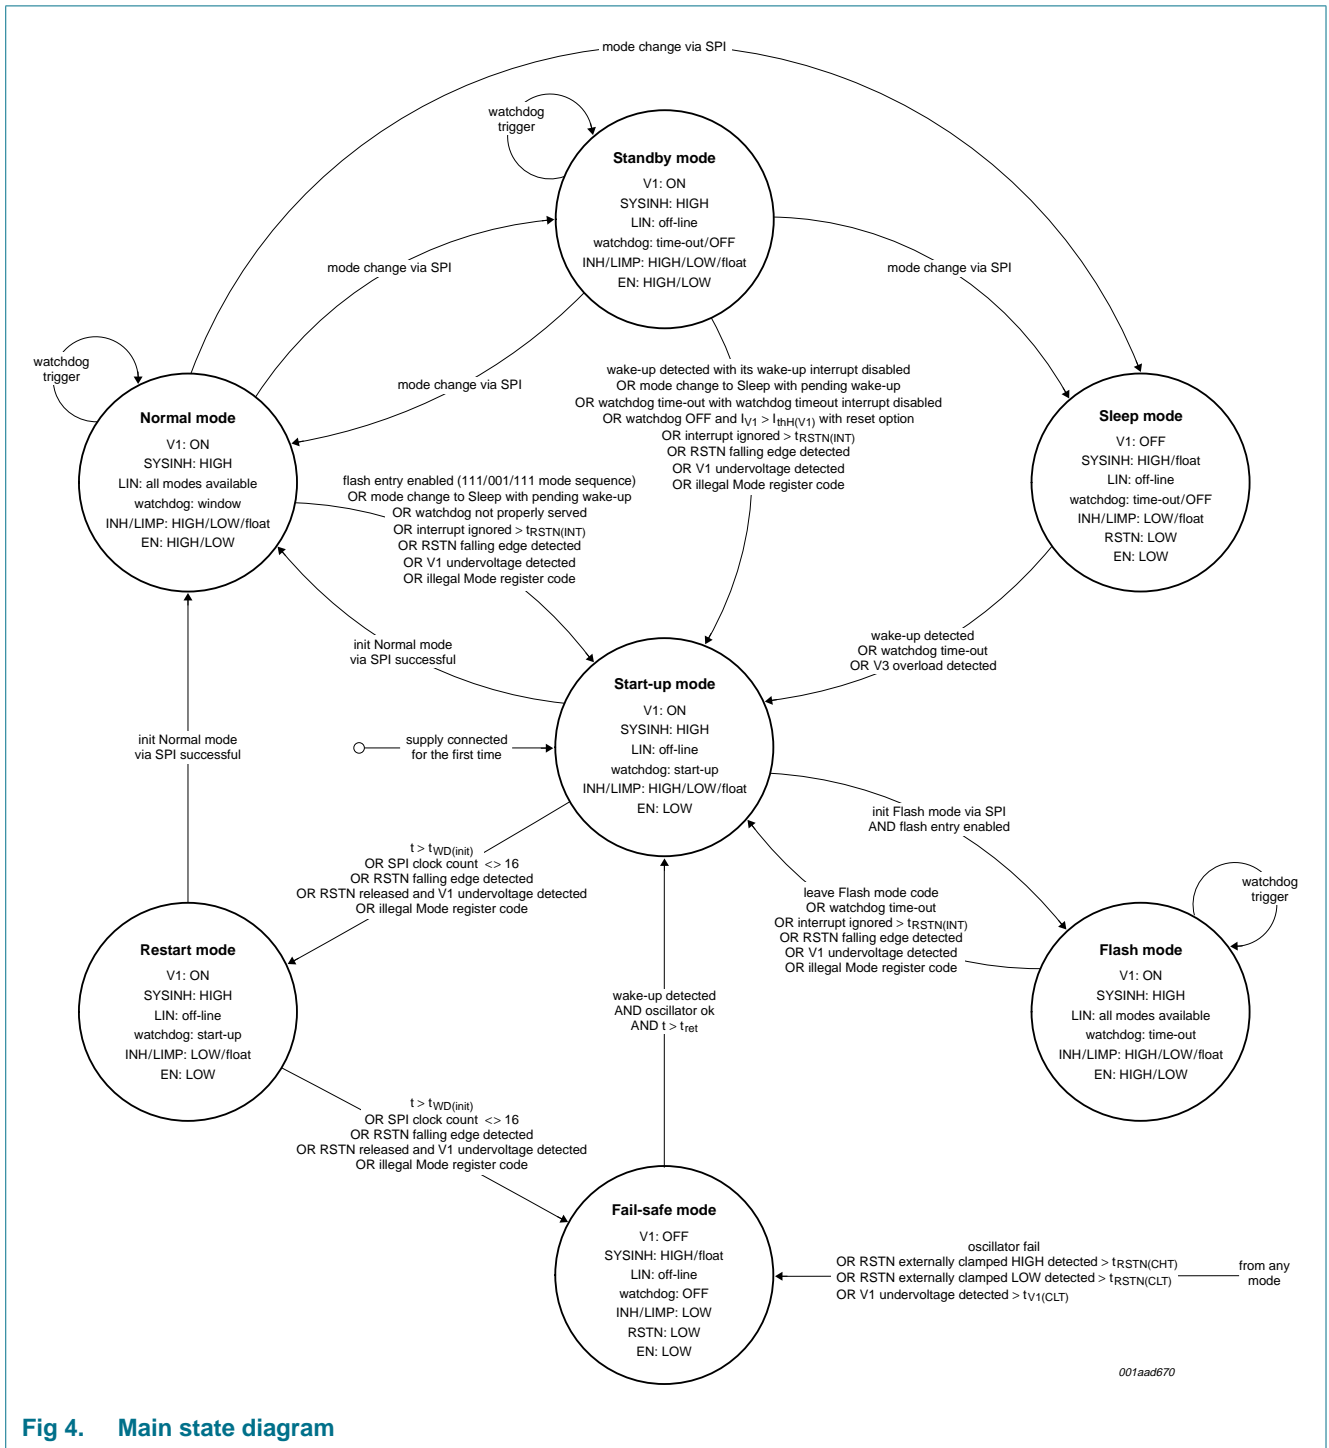 mode change via SPI
watchdog
trigger
Standby mode
V1: ON
SYSINH: HIGH
LIN: off-line
watchdog: time-out/OFF
INH/LIMP: HIGH/LOW/float
EN: HIGH/LOW
mode change via SPI
mode change via SPI
mode change via SPI
watchdog
trigger
Normal mode
V1: ON
SYSINH: HIGH
LIN: all modes available
watchdog: window
INH/LIMP: HIGH/LOW/float
EN: HIGH/LOW
wake-up detected with its wake-up interrupt disabled
OR mode change to Sleep with pending wake-up
OR watchdog time-out with watchdog timeout interrupt disabled
OR watchdog OFF and IV1 > IthH(V1) with reset option
OR interrupt ignored > tRSTN(INT)
OR RSTN falling edge detected
OR V1 undervoltage detected
OR illegal Mode register code
Sleep mode
V1: OFF
SYSINH: HIGH/float
LIN: off-line
watchdog: time-out/OFF
INH/LIMP: LOW/float
RSTN: LOW
EN: LOW
flash entry enabled (111/001/111 mode sequence)
OR mode change to Sleep with pending wake-up
OR watchdog not properly served
OR interrupt ignored > tRSTN(INT)
OR RSTN falling edge detected
OR V1 undervoltage detected
OR illegal Mode register code
init Normal mode
via SPI successful
wake-up detected
OR watchdog time-out
OR V3 overload detected
Start-up mode
V1: ON
SYSINH: HIGH
LIN: off-line
watchdog: start-up
INH/LIMP: HIGH/LOW/float
EN: LOW
init Normal mode
via SPI successful
supply connected
for the first time
init Flash mode via SPI
AND flash entry enabled
t > tWD(init)
OR SPI clock count <> 16
OR RSTN falling edge detected
OR RSTN released and V1 undervoltage detected
OR illegal Mode register code
leave Flash mode code
OR watchdog time-out
OR interrupt ignored > tRSTN(INT)
OR RSTN falling edge detected
OR V1 undervoltage detected
OR illegal Mode register code
watchdog
trigger
Restart mode
V1: ON
SYSINH: HIGH
LIN: off-line
watchdog: start-up
INH/LIMP: LOW/float
EN: LOW
Flash mode
V1: ON
SYSINH: HIGH
LIN: all modes available
watchdog: time-out
INH/LIMP: HIGH/LOW/float
EN: HIGH/LOW
wake-up detected
AND oscillator ok
AND t > tret
t > tWD(init)
OR SPI clock count <> 16
OR RSTN falling edge detected
OR RSTN released and V1 undervoltage detected
OR illegal Mode register code
Fail-safe mode
V1: OFF
SYSINH: HIGH/float
LIN: off-line
watchdog: OFF
INH/LIMP: LOW
RSTN: LOW
EN: LOW
oscillator fail
OR RSTN externally clamped HIGH detected > tRSTN(CHT)
OR RSTN externally clamped LOW detected > tRSTN(CLT)
OR V1 undervoltage detected > tV1(CLT)
from any
mode
001aad670
Fig 4. Main state diagram